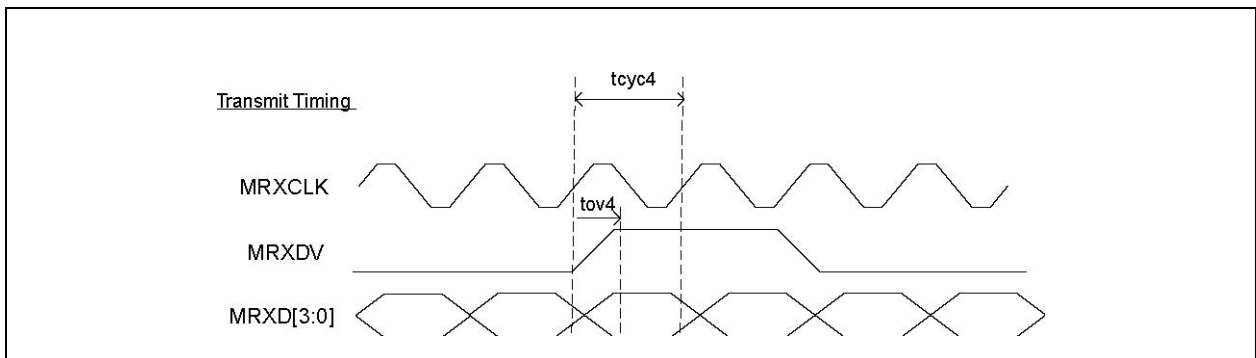 tcyc4
Transmit Timing
MRXCLK
tov4
MRXDV
MRXD[3:0]